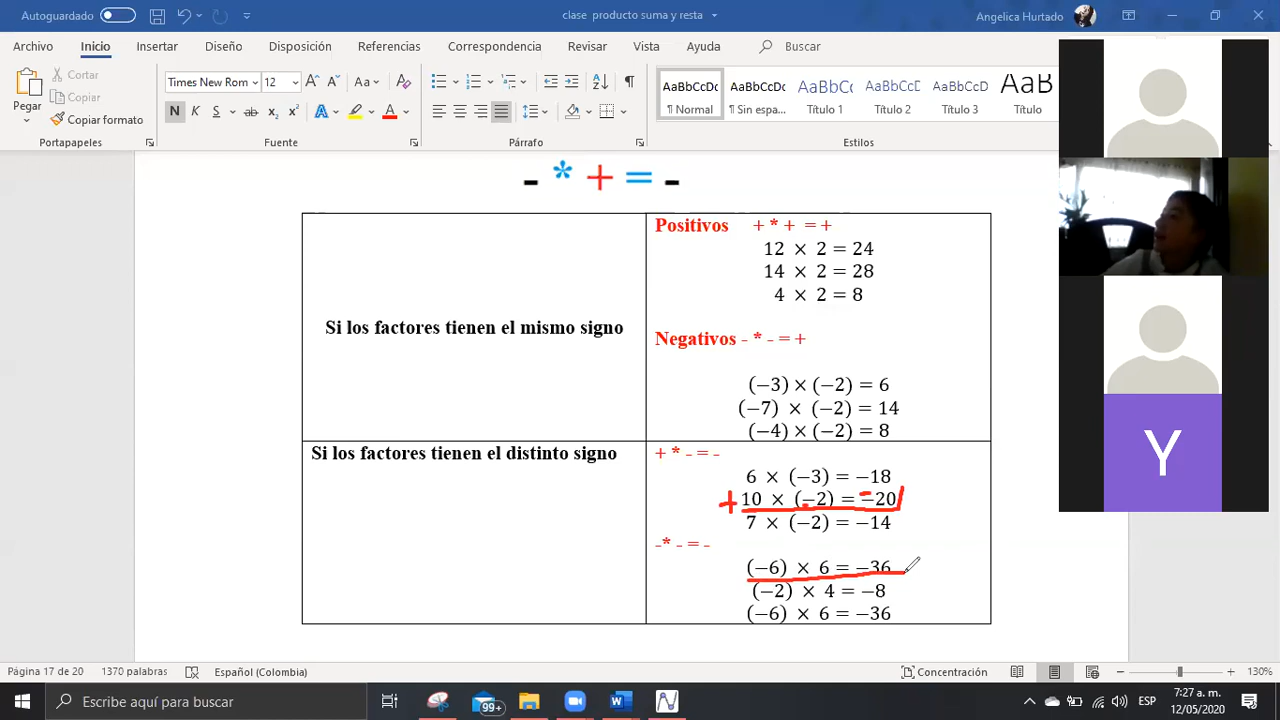 Autoguardado
clase producto suma y resta
Angelica Hurtado
Archivo Inicio Insertar Diseño Disposición Referencias Correspondencia Revisar Vista Ayuda Buscar
Pegar
Cortar
Copiar
Copiar formato
Portapapeles
Times New Rom 12
N K S
Fuente
Párrafo
AaBbCcDc
¶ Normal
AaBbCcDc
¶ Sin espa...
AaBbCc
Título 1
AaBbCcD
Título 2
AaBbCcD
Título 3
AaB
Título
Estilos
- * + = -
Si los factores tienen el mismo signo
Positivos + * + = +
12 × 2 = 24
14 × 2 = 28
4 × 2 = 8
Negativos - * - = +
(−3) × (−2) = 6
(−7) × (−2) = 14
(−4) × (−2) = 8
Si los factores tienen el distinto signo
+ * - = -
6 × (−3) = −18
+10 × (−2) = −20
7 × (−2) = −14
-* - = -
(−6) × 6 = −36
(−2) × 4 = −8
(−6) × 6 = −36
Y
Página 17 de 20 1370 palabras Español (Colombia) Concentración 130%
Escribe aquí para buscar
99+
ESP
7:27 a. m.
12/05/2020